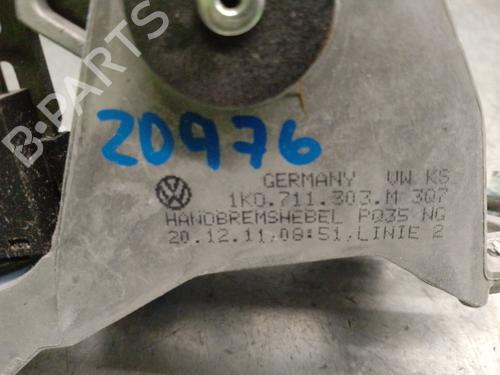 B-PARTS
20976
GERMANY VW KS
1K0.711.303.M 3Q7
HANDBREMSHEBEL PQ35 NG
20.12.11.08:51.LINIE 2